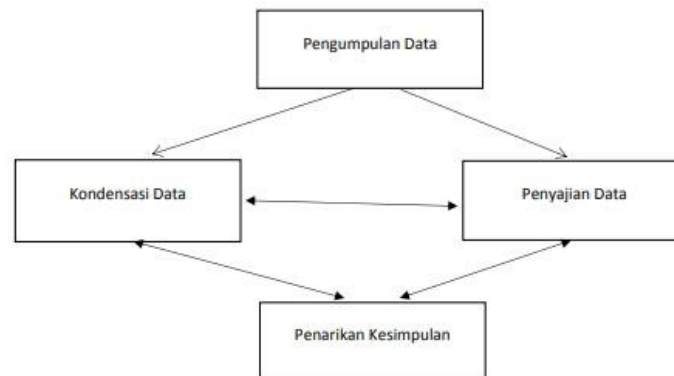 Pengumpulan Data
Kondensasi Data
Penyajian Data
Penarikan Kesimpulan